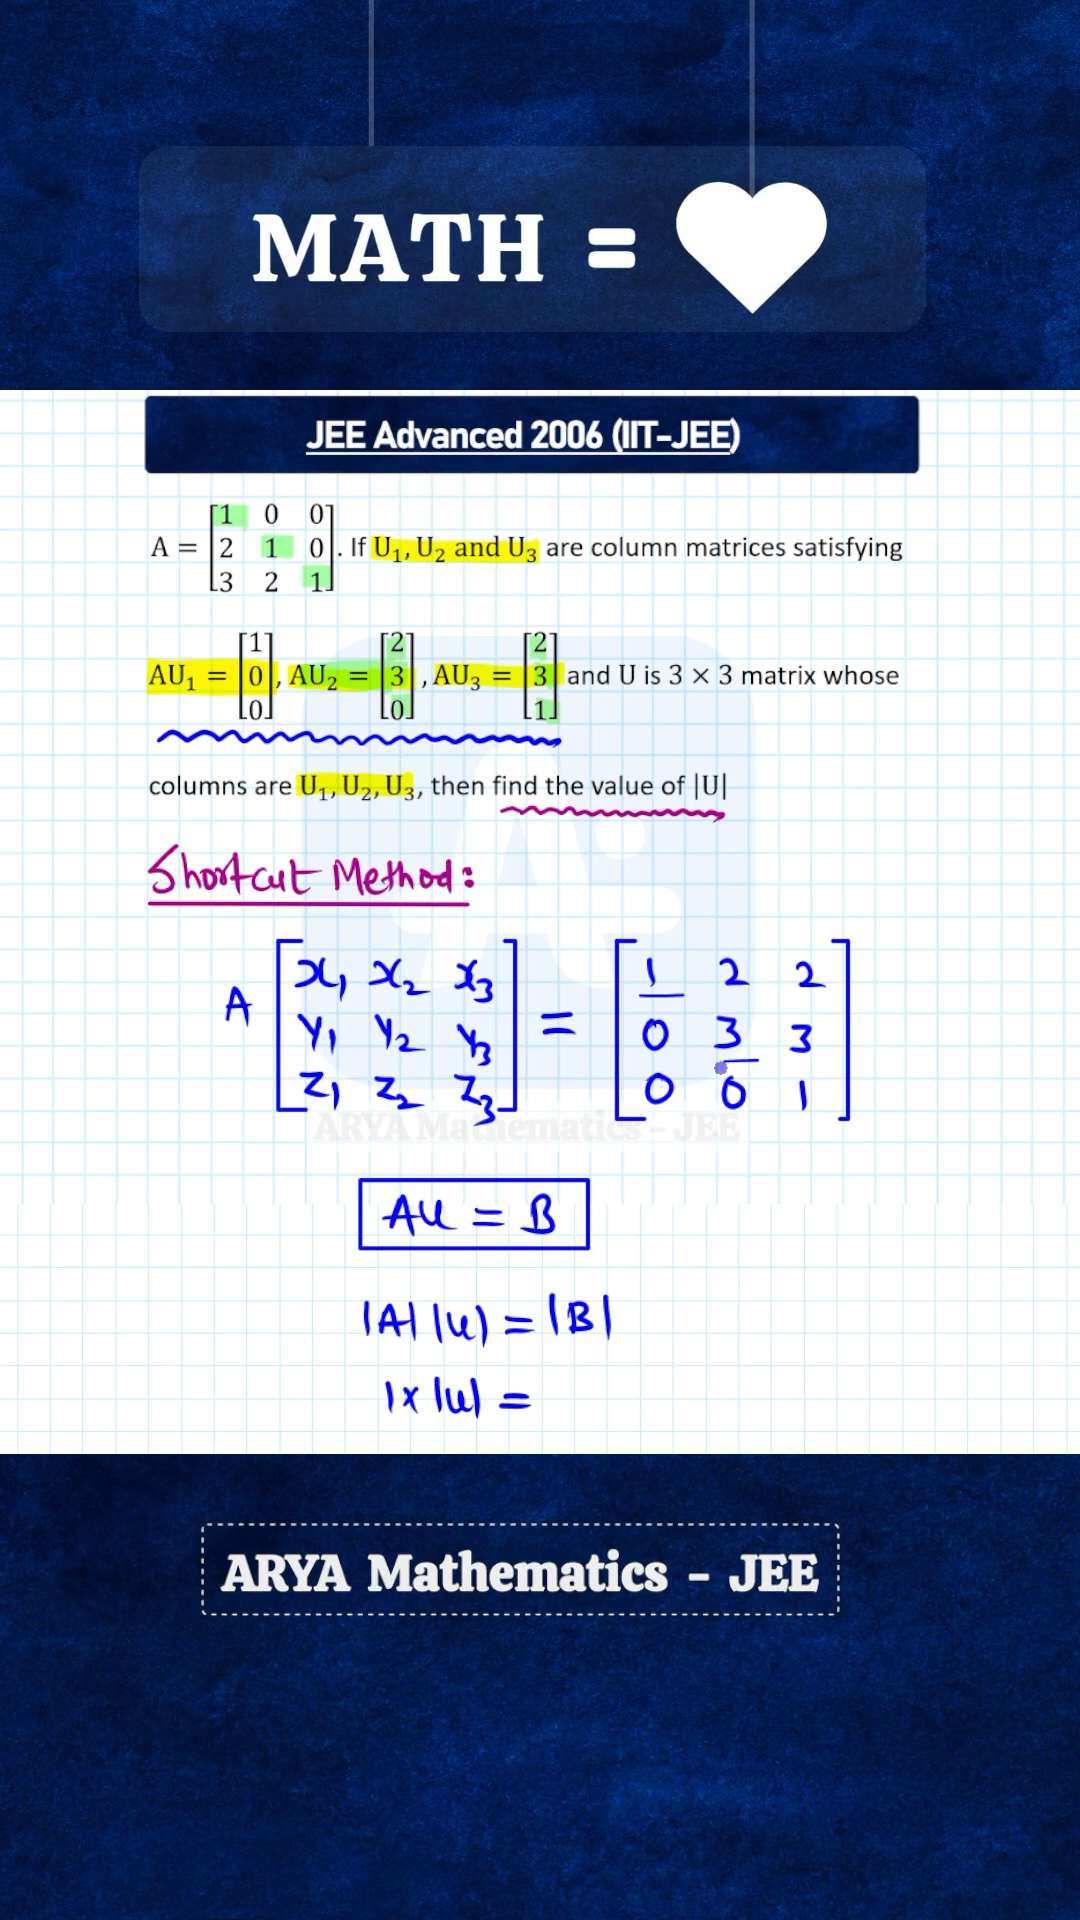 MATH =
JEE Advanced 2006 (IIT-JEE)
A = [1 0 0
2 1 0
3 2 1]. If U₁, U₂ and U₃ are column matrices satisfying
AU₁ = [1 0 0], AU₂ = [2 3 0], AU₃ = [2 3 1] and U is 3 × 3 matrix whose
columns are U₁, U₂, U₃, then find the value of |U|
Shortcut Method:
A [x₁ x₂ x₃
y₁ y₂ y₃
z₁ z₂ z₃] = [1 2 2
0 3 3
0 0 1]
ARYA Mathematics - JEE
AU = B
|A| |U| = |B|
1 × |U| =
ARYA Mathematics - JEE